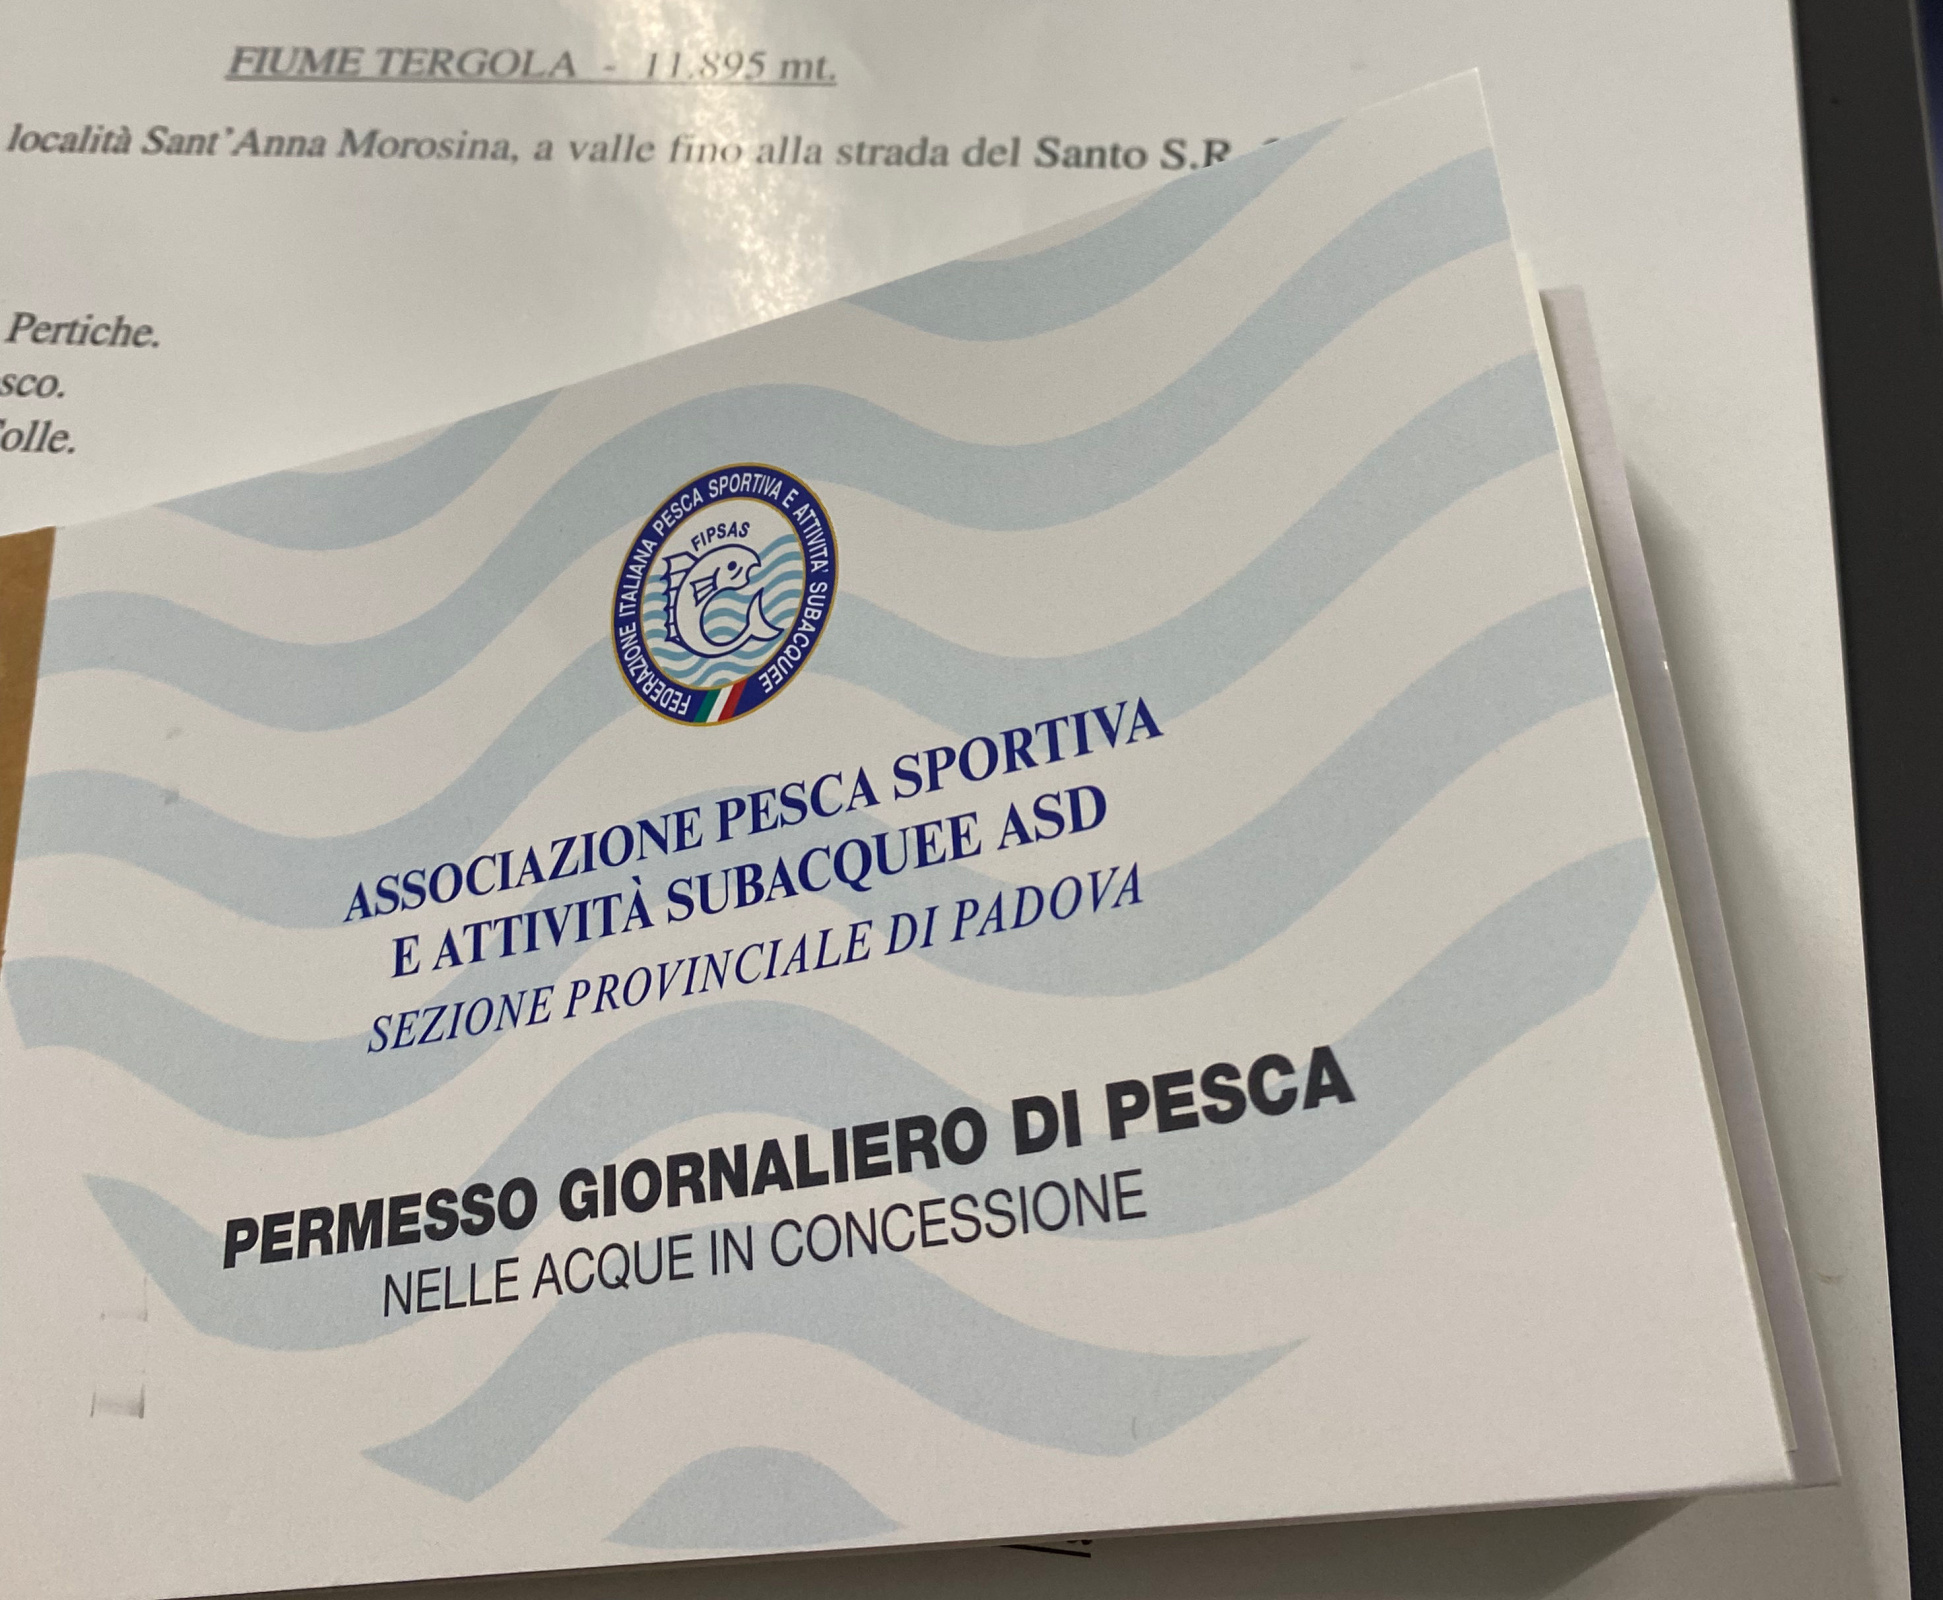 FIUME TERGOLA - 11.895 mt.
località Sant'Anna Morosina, a valle fino alla strada del Santo S.R.
Pertiche.
sco.
olle.
FEDERAZIONE ITALIANA PESCA SPORTIVA E ATTIVITA' SUBACQUEE
FIPSAS
ASSOCIAZIONE PESCA SPORTIVA
E ATTIVITÀ SUBACQUEE ASD
SEZIONE PROVINCIALE DI PADOVA
PERMESSO GIORNALIERO DI PESCA
NELLE ACQUE IN CONCESSIONE